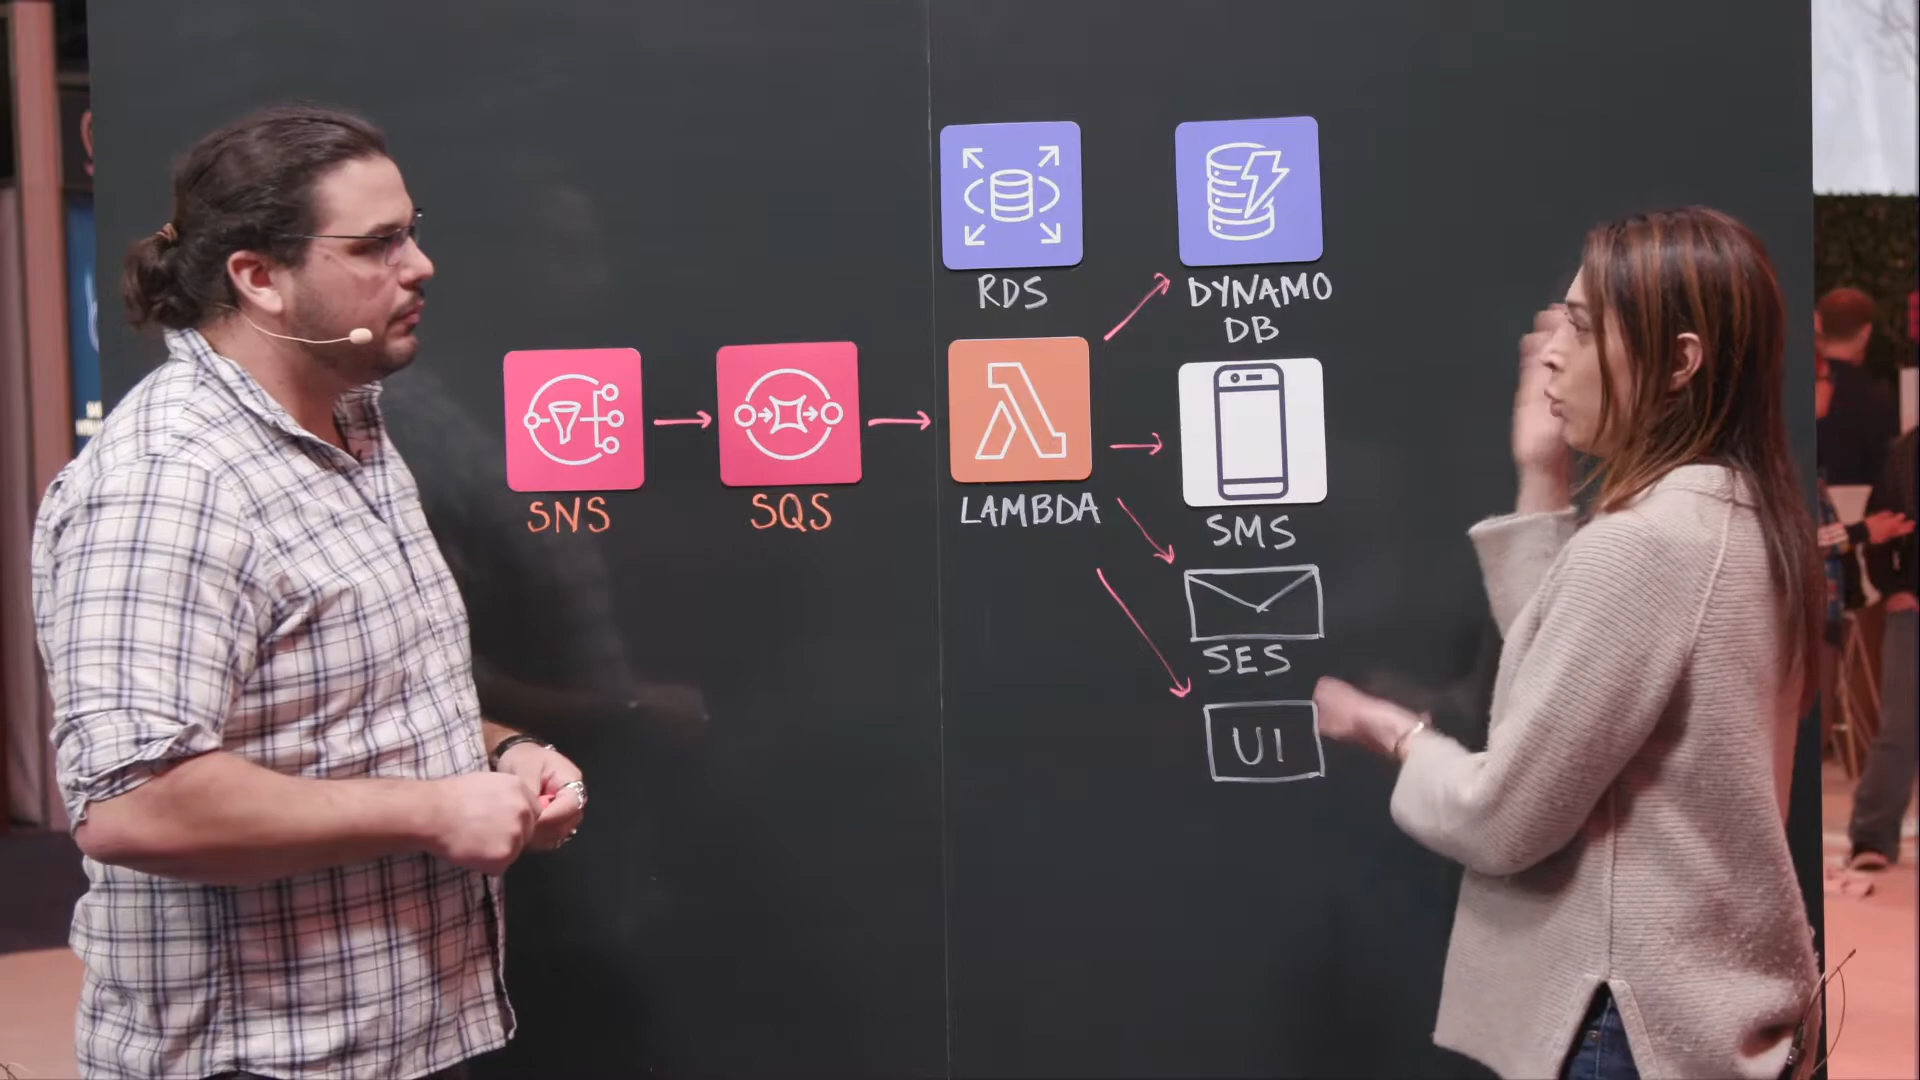 RDS
DYNAMO
DB
SNS
SQS
LAMBDA
SMS
SES
UI